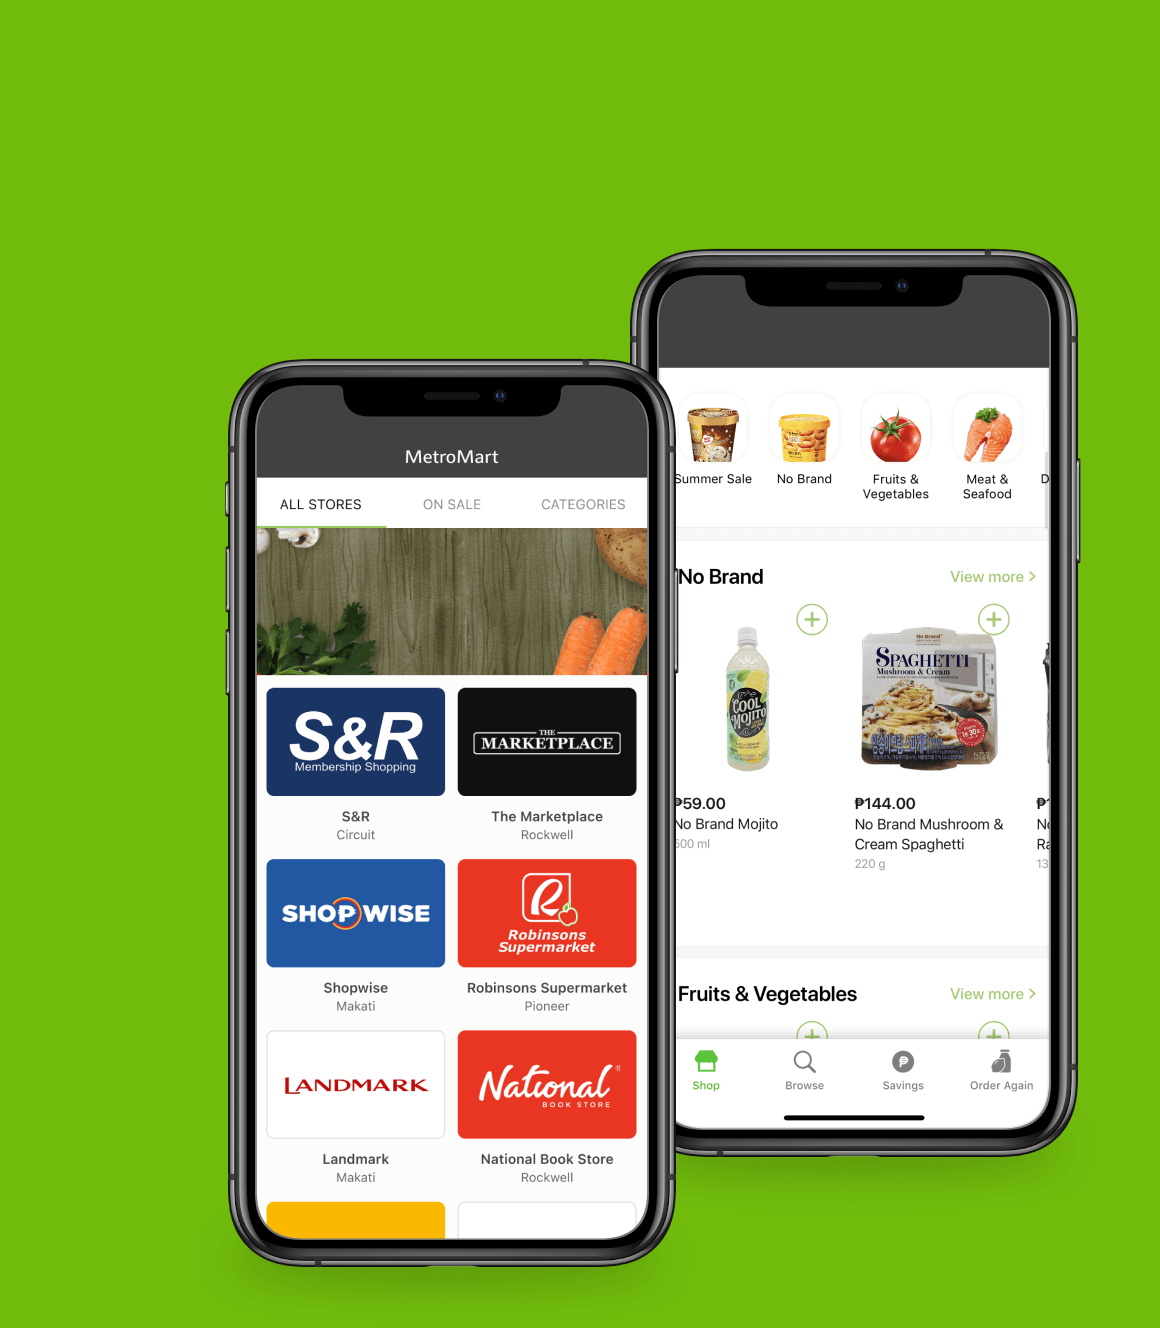 MetroMart
ALL STORES
ON SALE
CATEGORIES
S&R
Membership Shopping
THE
MARKETPLACE
S&R
Circuit
The Marketplace
Rockwell
SHOPWISE
R
Robinsons
Supermarket
Shopwise
Makati
Robinsons Supermarket
Pioneer
LANDMARK
National®
BOOK STORE
Landmark
Makati
National Book Store
Rockwell
Summer Sale
No Brand
Fruits &
Vegetables
Meat &
Seafood
D
No Brand
View more >
COOL
MOJITO
No Brand
SPAGHETTI
Mushroom & Cream
₱59.00
No Brand Mojito
500 ml
₱144.00
No Brand Mushroom &
Cream Spaghetti
220 g
₱1
No
Ra
13
Fruits & Vegetables
View more >
Shop
Browse
Savings
Order Again